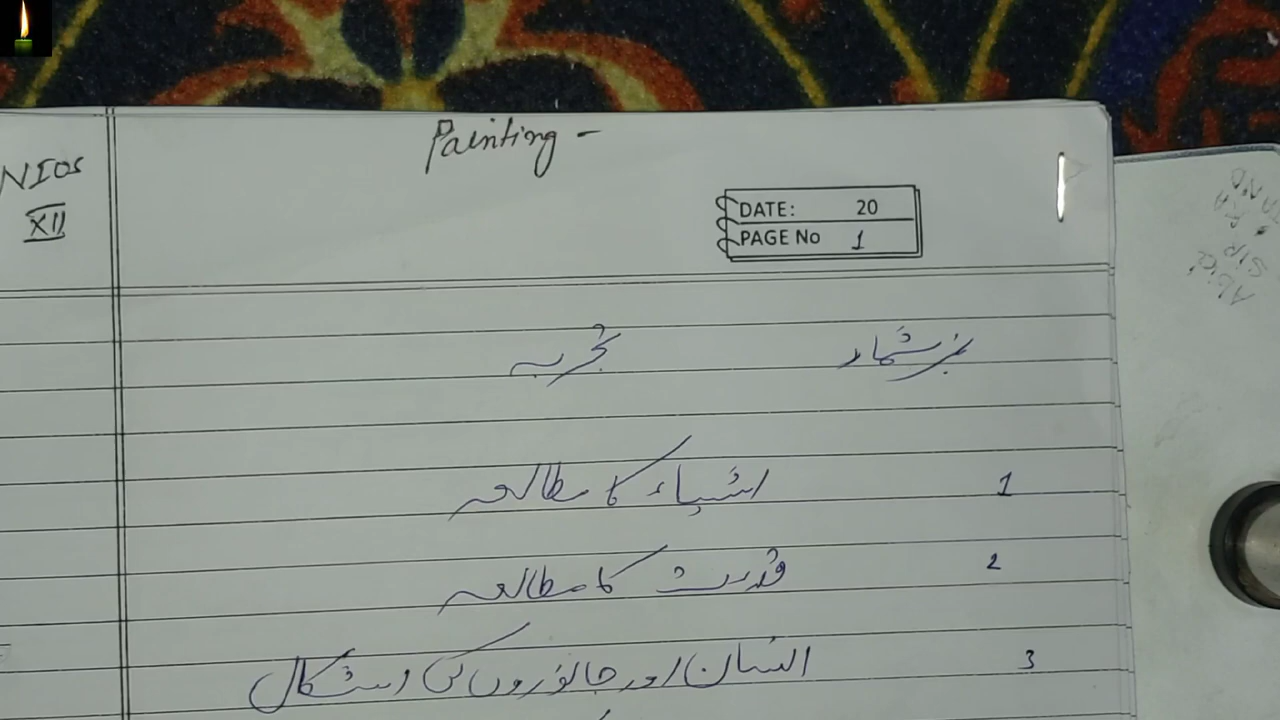 Painting -
NIOS
XII
DATE: 20
PAGE No 1
نمبر شمار تجربہ
1 اشیاء کا مطالعہ
2 قدرت کا مطالعہ
3 انسان اور جانوروں کی اشکال